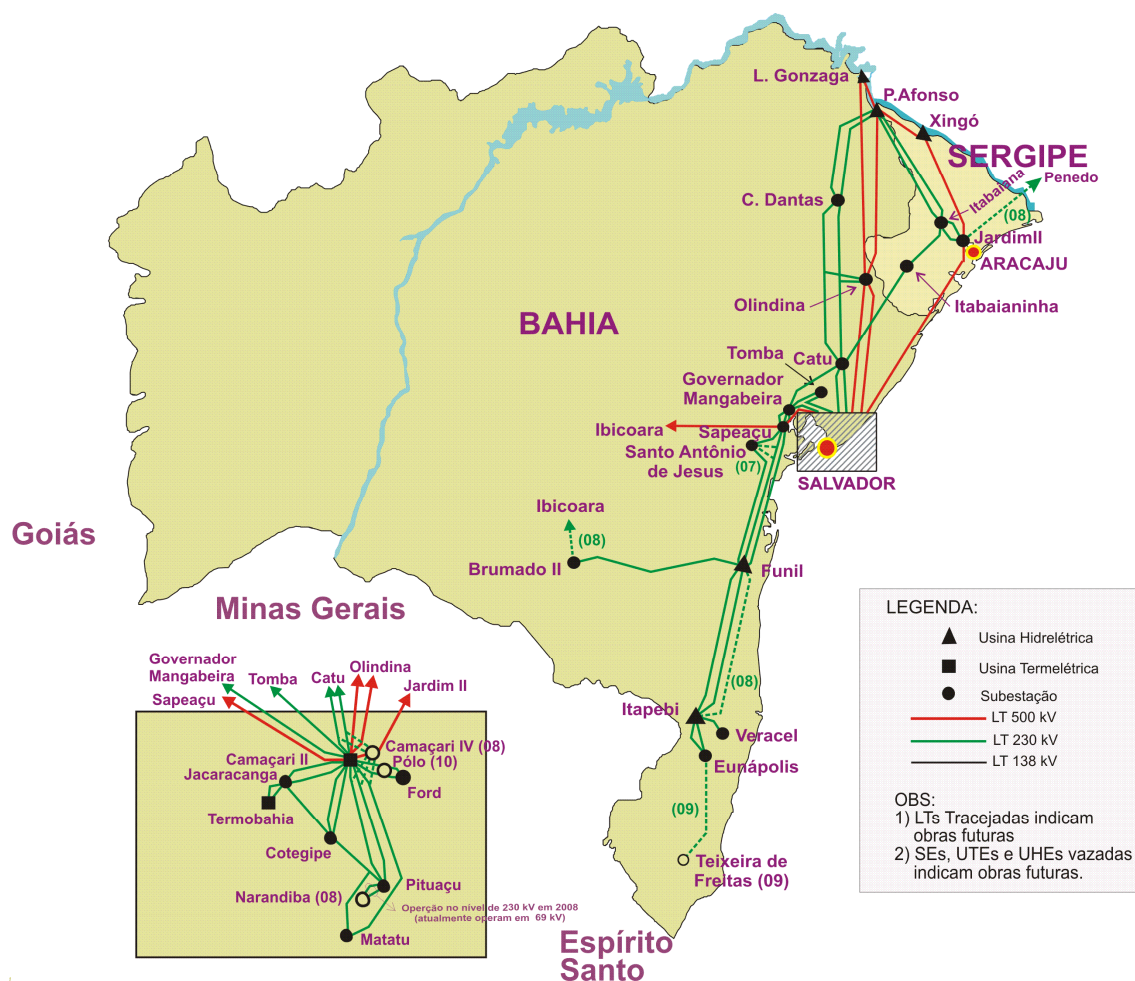 L. Gonzaga
P.Afonso
Xingó
SERGIPE
Penedo
Itabaiana
(08)
C. Dantas
JardimII
ARACAJU
Olindina
Itabaianinha
BAHIA
Tomba
Catu
Governador
Mangabeira
Ibicoara
Sapeaçu
Santo Antônio
de Jesus
(07)
SALVADOR
Ibicoara
(08)
Brumado II
Funil
Goiás
Minas Gerais
(08)
Itapebi
Veracel
Eunápolis
(09)
Teixeira de
Freitas (09)
Espírito
Santo
Governador
Mangabeira
Tomba
Catu
Olindina
Sapeaçu
Jardim II
Camaçari IV (08)
Camaçari II
Pólo (10)
Jacaracanga
Ford
Termobahia
Cotegipe
Pituaçu
Narandiba (08)
Operção no nível de 230 kV em 2008
(atualmente operam em 69 kV)
Matatu
LEGENDA:
Usina Hidrelétrica
Usina Termelétrica
Subestação
LT 500 kV
LT 230 kV
LT 138 kV
OBS:
1) LTs Tracejadas indicam
obras futuras
2) SEs, UTEs e UHEs vazadas
indicam obras futuras.